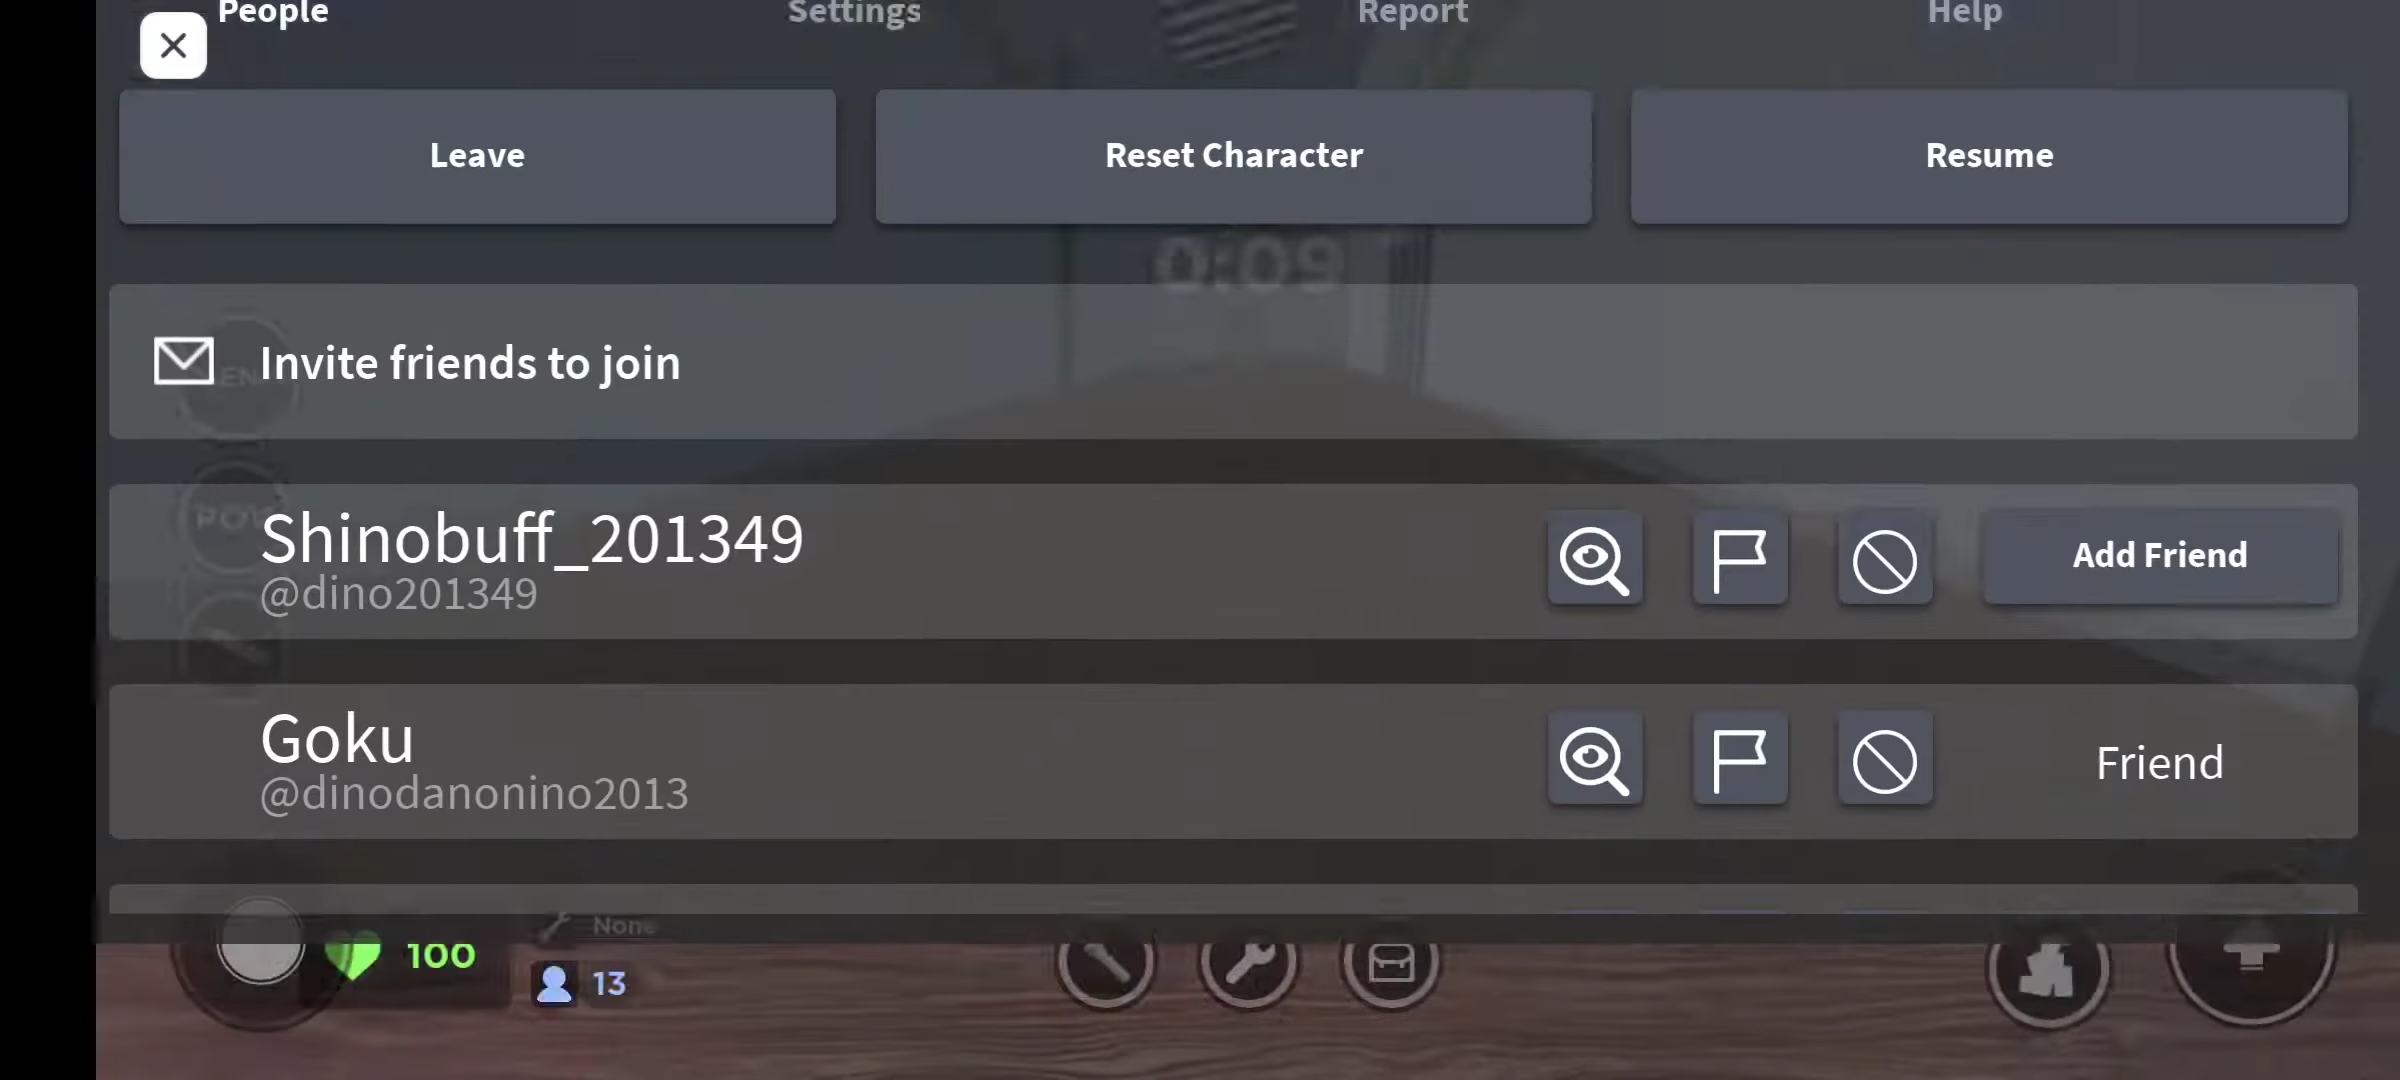 People
Settings
Report
Help
Leave
Reset Character
Resume
0:09
Invite friends to join
Shinobuff_201349
@dino201349
Add Friend
Goku
@dinodanonino2013
Friend
100
None
13